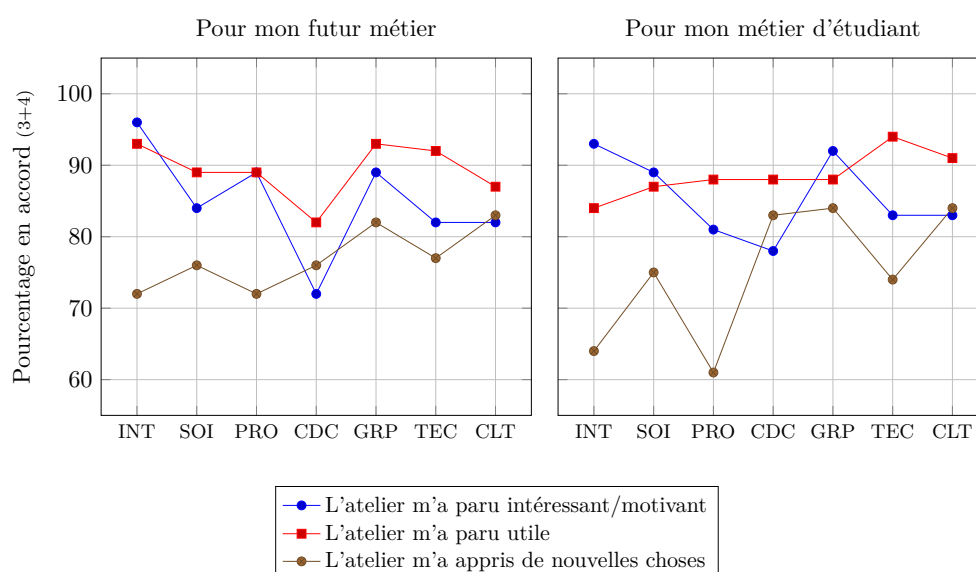 Pour mon futur métier
Pour mon métier d'étudiant
Pourcentage en accord (3+4)
100
90
80
70
60
INT SOI PRO CDC GRP TEC CLT
INT SOI PRO CDC GRP TEC CLT
L'atelier m'a paru intéressant/motivant
L'atelier m'a paru utile
L'atelier m'a appris de nouvelles choses